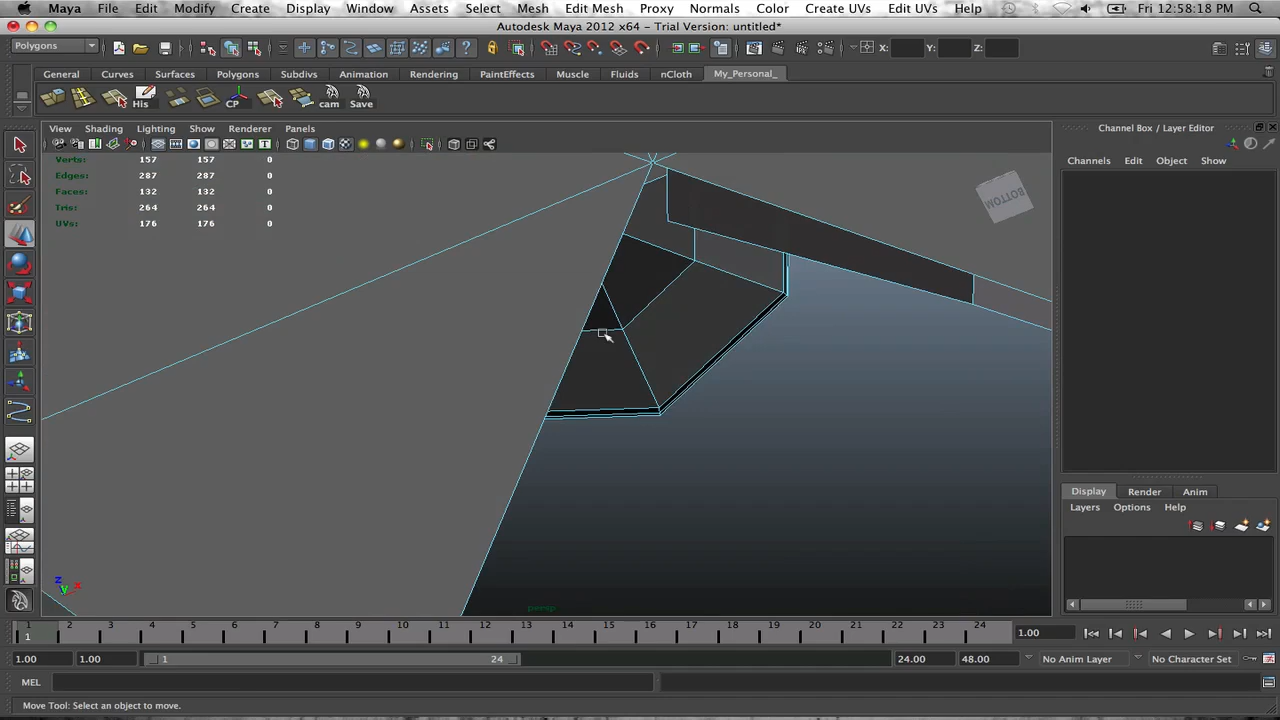 Maya File Edit Modify Create Display Window Assets Select Mesh Edit Mesh Proxy Normals Color Create UVs Edit UVs Help Fri 12:58:18 PM
Autodesk Maya 2012 x64 - Trial Version: untitled*
Polygons X: Y: Z:
General Curves Surfaces Polygons Subdivs Animation Rendering PaintEffects Muscle Fluids nCloth My_Personal_
His CP cam Save
View Shading Lighting Show Renderer Panels
Channel Box / Layer Editor
Channels Edit Object Show
Verts: 157 157 0
Edges: 287 287 0
Faces: 132 132 0
Tris: 264 264 0
UVs: 176 176 0
BOTTOM
Display Render Anim
Layers Options Help
z
y x
persp
1 2 3 4 5 6 7 8 9 10 11 12 13 14 15 16 17 18 19 20 21 22 23 24
1 1.00
1.00 1.00 1 24 24.00 48.00 No Anim Layer No Character Set
MEL
Move Tool: Select an object to move.